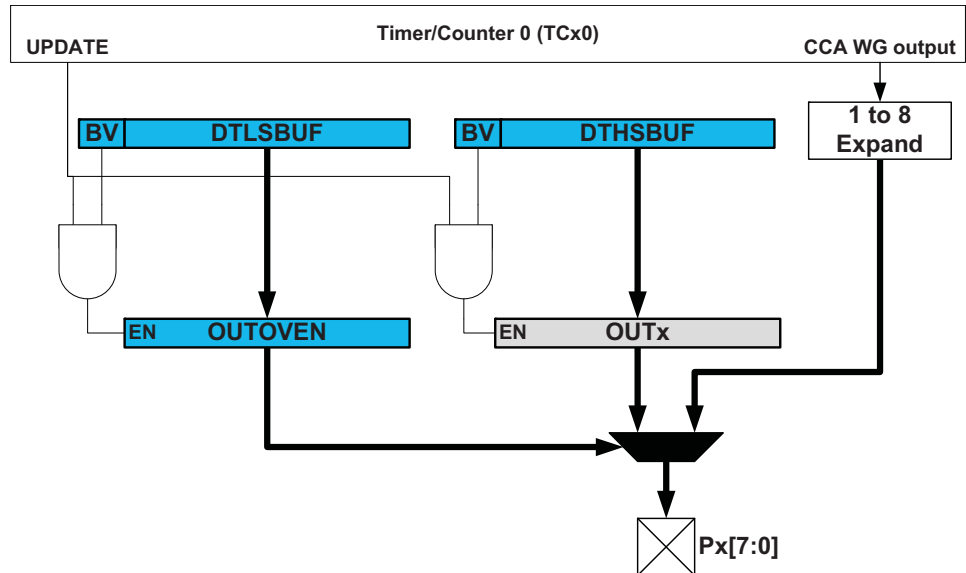 Timer/Counter 0 (TCx0)
UPDATE
CCA WG output
1 to 8
Expand
BV
DTLSBUF
BV
DTHSBUF
EN
OUTOVEN
EN
OUTx
Px[7:0]